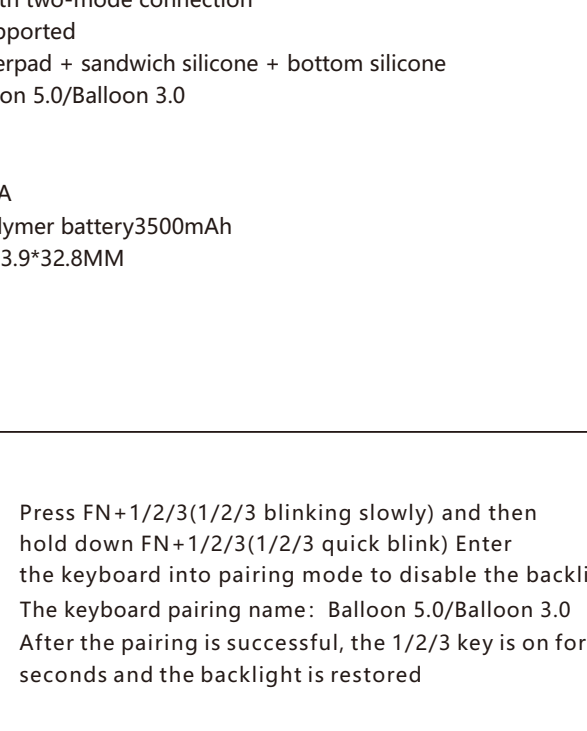 two-mode connection
pported
erpad + sandwich silicone + bottom silicone
on 5.0/Balloon 3.0
A
lymer battery3500mAh
3.9*32.8MM
Press FN+1/2/3(1/2/3 blinking slowly) and then
hold down FN+1/2/3(1/2/3 quick blink) Enter
the keyboard into pairing mode to disable the backli
The keyboard pairing name: Balloon 5.0/Balloon 3.0
After the pairing is successful, the 1/2/3 key is on for
seconds and the backlight is restored